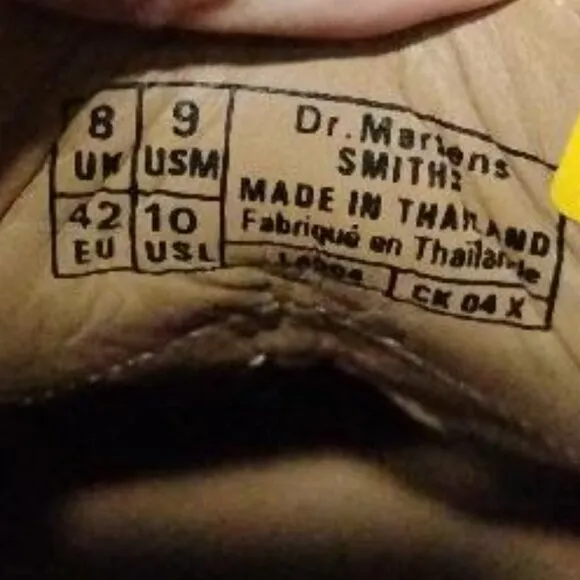 8 9
UK USM
42 10
EU USL
Dr. Martens
SMITHS
MADE IN THAILAND
Fabriqué en Thaïlande
CK 04 X